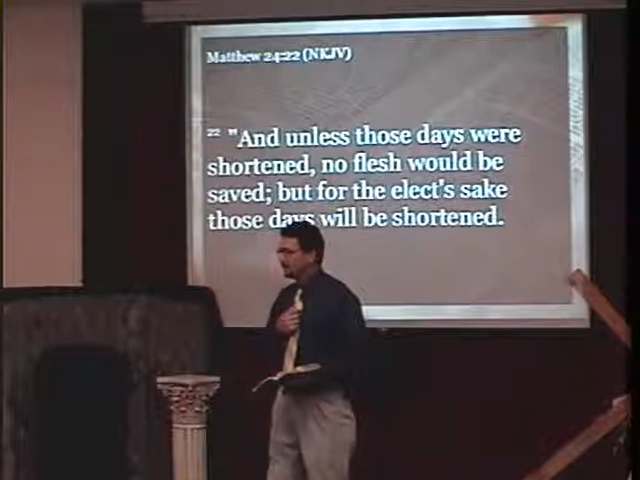 Matthew 24:22 (NKJV)
22 "And unless those days were
shortened, no flesh would be
saved; but for the elect's sake
those days will be shortened.